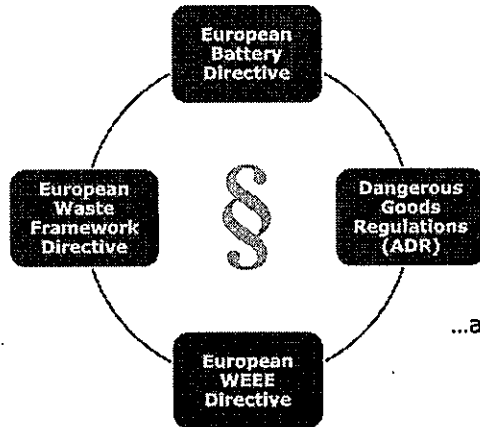 European
Battery
Directive
European
Waste
Framework
Directive
§
Dangerous
Goods
Regulations
(ADR)
...a
European
WEEE
Directive